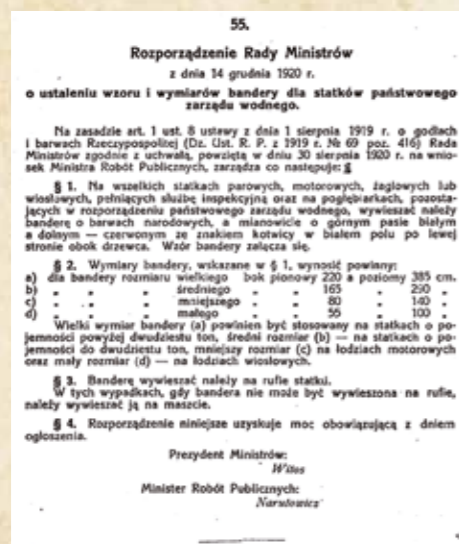 55.
Rozporządzenie Rady Ministrów
z dnia 14 grudnia 1920 r.
o ustaleniu wzoru i wymiarów bandery dla statków państwowego
zarządu wodnego.
Na zasadzie art. 1 ust. 8 ustawy z dnia 1 sierpnia 1919 r. o godłach
i barwach Rzeczypospolitej (Dz. Ust. R. P. z 1919 r. № 69 poz. 416) Rada
Ministrów zgodnie z uchwałą, powziętą w dniu 30 sierpnia 1920 r. na wnio-
sek Ministra Robót Publicznych, zarządza co następuje:
§ 1. Na wszelkich statkach parowych, motorowych, żaglowych lub
wiosłowych, pełniących służbę inspekcyjną oraz na pogłębiarkach, pozosta-
jących w rozporządzeniu państwowego zarządu wodnego, wywieszać należy
banderę o barwach narodowych, a mianowicie o górnym pasie białym
a dolnym — czerwonym ze znakiem kotwicy w białem polu po lewej
stronie obok drzewca. Wzór bandery załącza się.
§ 2. Wymiary bandery, wskazane w § 1, wynosić powinny:
a) dla bandery rozmiaru wielkiego bok pionowy 220 a poziomy 385 cm.
b) „ „ „ średniego „ „ 165 „ 290 „
c) „ „ „ mniejszego „ „ 80 „ 140 „
d) „ „ „ małego „ „ 55 „ 100 „
Wielki wymiar bandery (a) powinien być stosowany na statkach o po-
jemności powyżej dwudziestu ton, średni rozmiar (b) — na statkach o po-
jemności do dwudziestu ton, mniejszy rozmiar (c) na łodziach motorowych
oraz mały rozmiar (d) — na łodziach wiosłowych.
§ 3. Banderę wywieszać należy na rufie statku.
W tych wypadkach, gdy bandera nie może być wywieszona na rufie,
należy wywieszać ją na maszcie.
§ 4. Rozporządzenie niniejsze uzyskuje moc obowiązującą z dniem
ogłoszenia.
Prezydent Ministrów:
Witos
Minister Robót Publicznych:
Narutowicz